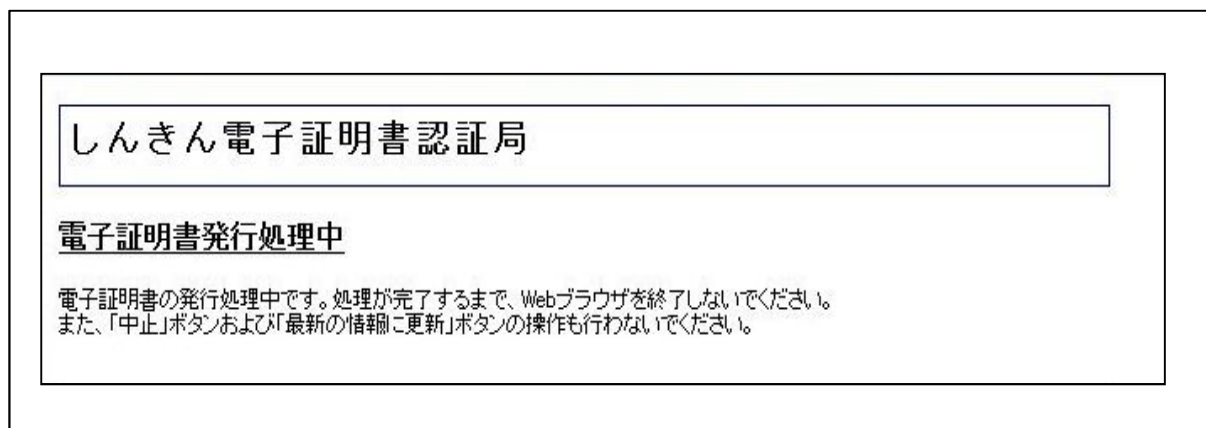 しんきん電子証明書認証局
電子証明書発行処理中
電子証明書の発行処理中です。処理が完了するまで、Webブラウザを終了しないでください。
また、「中止」ボタンおよび「最新の情報に更新」ボタンの操作も行わないでください。